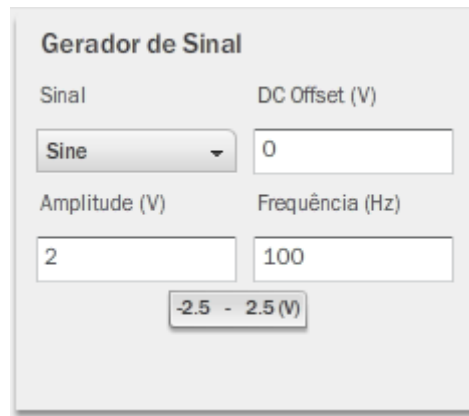 Gerador de Sinal
Sinal DC Offset (V)
Sine 0
Amplitude (V) Frequência (Hz)
2 100
-2.5 - 2.5 (V)